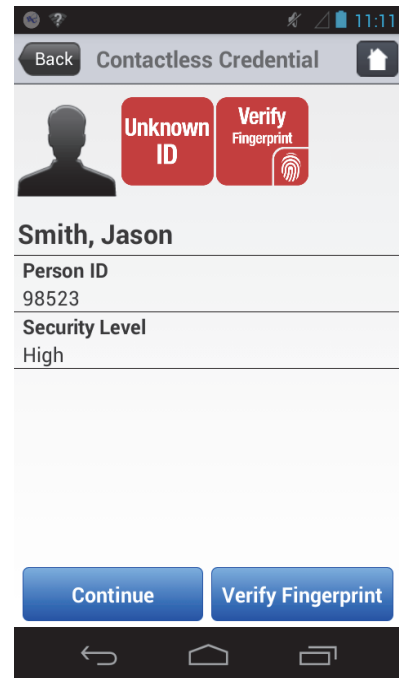 11:11
Back Contactless Credential
Unknown
ID
Verify
Fingerprint
Smith, Jason
Person ID
98523
Security Level
High
Continue Verify Fingerprint